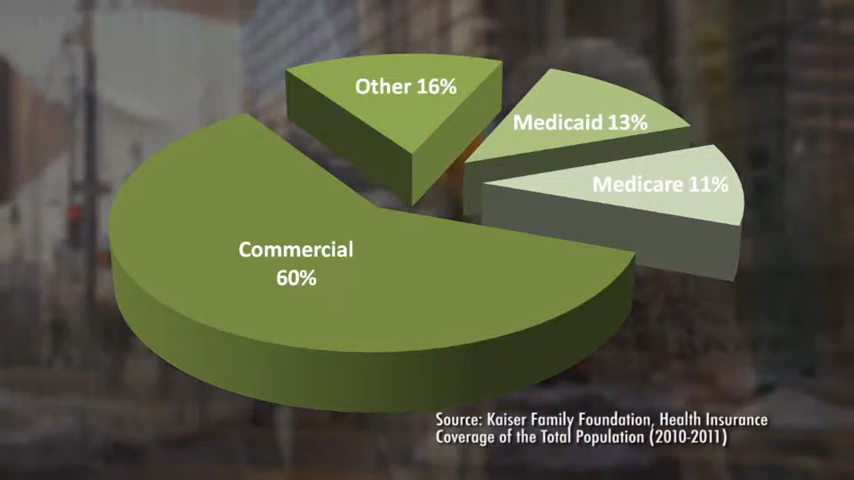 Other 16%
Medicaid 13%
Medicare 11%
Commercial
60%
Source: Kaiser Family Foundation, Health Insurance
Coverage of the Total Population (2010-2011)